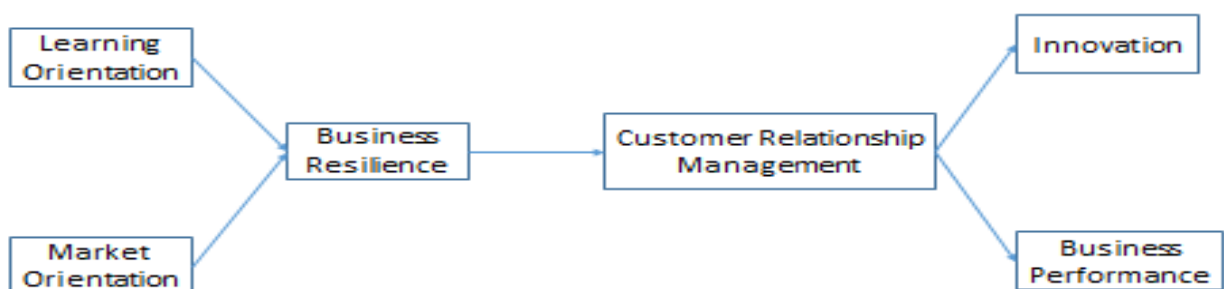 Learning
Orientation
Market
Orientation
Business
Resilience
Customer Relationship
Management
Innovation
Business
Performance